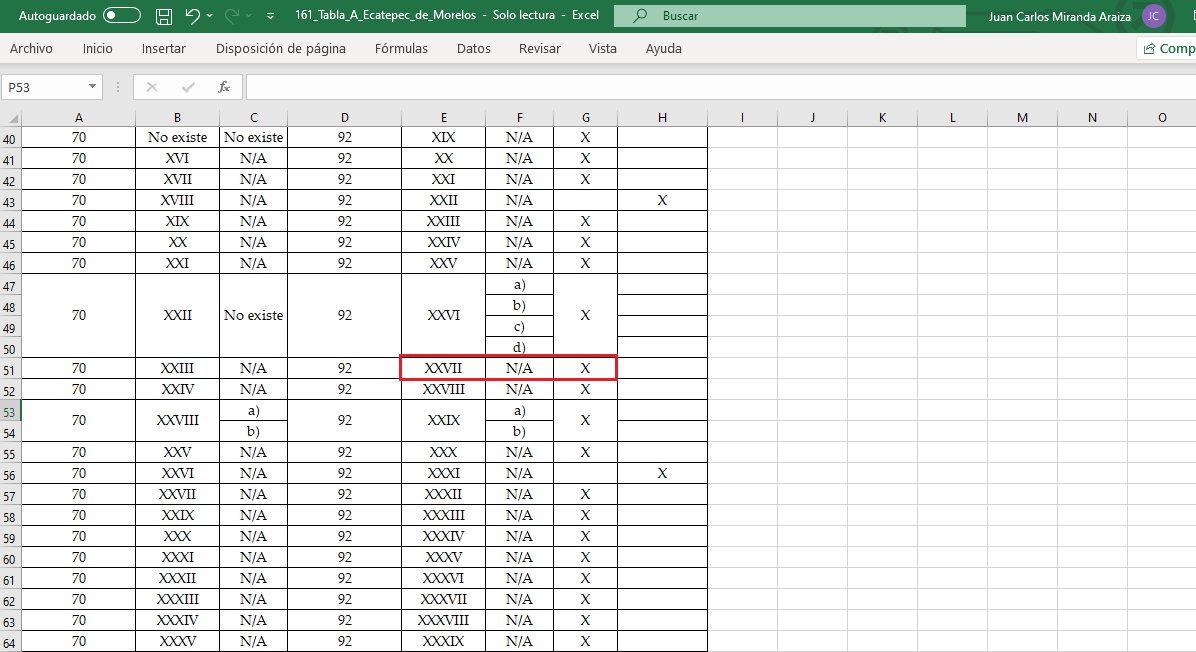 Autoguardado 161_Tabla_A_Ecatepec_de_Morelos - Solo lectura - Excel Buscar Juan Carlos Miranda Araiza JC
Archivo Inicio Insertar Disposición de página Fórmulas Datos Revisar Vista Ayuda Comp
P53 fx
A B C D E F G H I J K L M N O
40 70 No existe No existe 92 XIX N/A X
41 70 XVI N/A 92 XX N/A X
42 70 XVII N/A 92 XXI N/A X
43 70 XVIII N/A 92 XXII N/A X
44 70 XIX N/A 92 XXIII N/A X
45 70 XX N/A 92 XXIV N/A X
46 70 XXI N/A 92 XXV N/A X
47 a)
48 b)
70 XXII No existe 92 XXVI X
49 c)
50 d)
51 70 XXIII N/A 92 XXVII N/A X
52 70 XXIV N/A 92 XXVIII N/A X
53 a) a)
70 XXVIII 92 XXIX X
54 b) b)
55 70 XXV N/A 92 XXX N/A X
56 70 XXVI N/A 92 XXXI N/A X
57 70 XXVII N/A 92 XXXII N/A X
58 70 XXIX N/A 92 XXXIII N/A X
59 70 XXX N/A 92 XXXIV N/A X
60 70 XXXI N/A 92 XXXV N/A X
61 70 XXXII N/A 92 XXXVI N/A X
62 70 XXXIII N/A 92 XXXVII N/A X
63 70 XXXIV N/A 92 XXXVIII N/A X
64 70 XXXV N/A 92 XXXIX N/A X